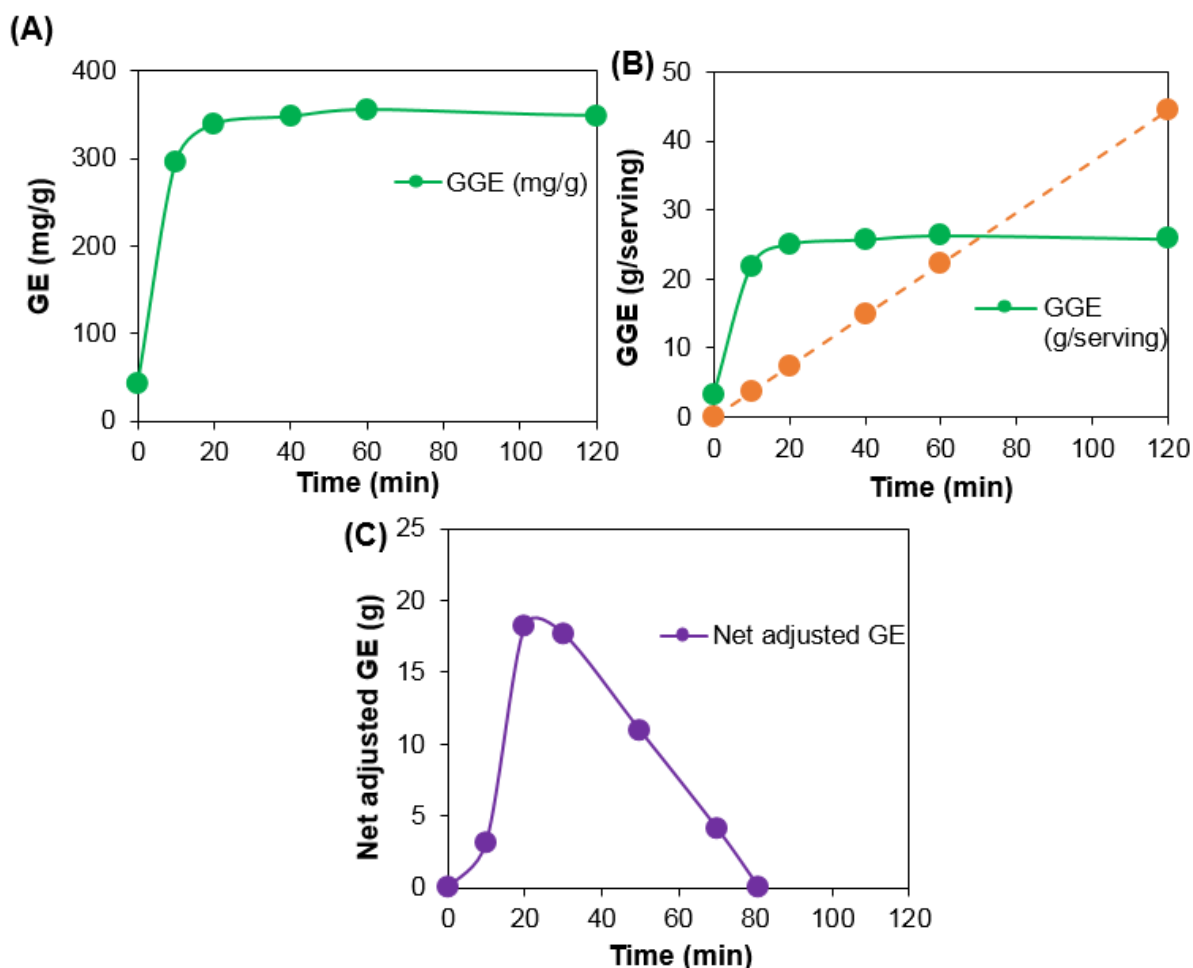 (A)
400
300
200
100
0
GE (mg/g)
GGE (mg/g)
0 20 40 60 80 100 120
Time (min)
(B)
50
40
30
20
10
0
GGE (g/serving)
GGE
(g/serving)
0 20 40 60 80 100 120
Time (min)
(C)
25
20
15
10
5
0
Net adjusted GE (g)
Net adjusted GE
0 20 40 60 80 100 120
Time (min)